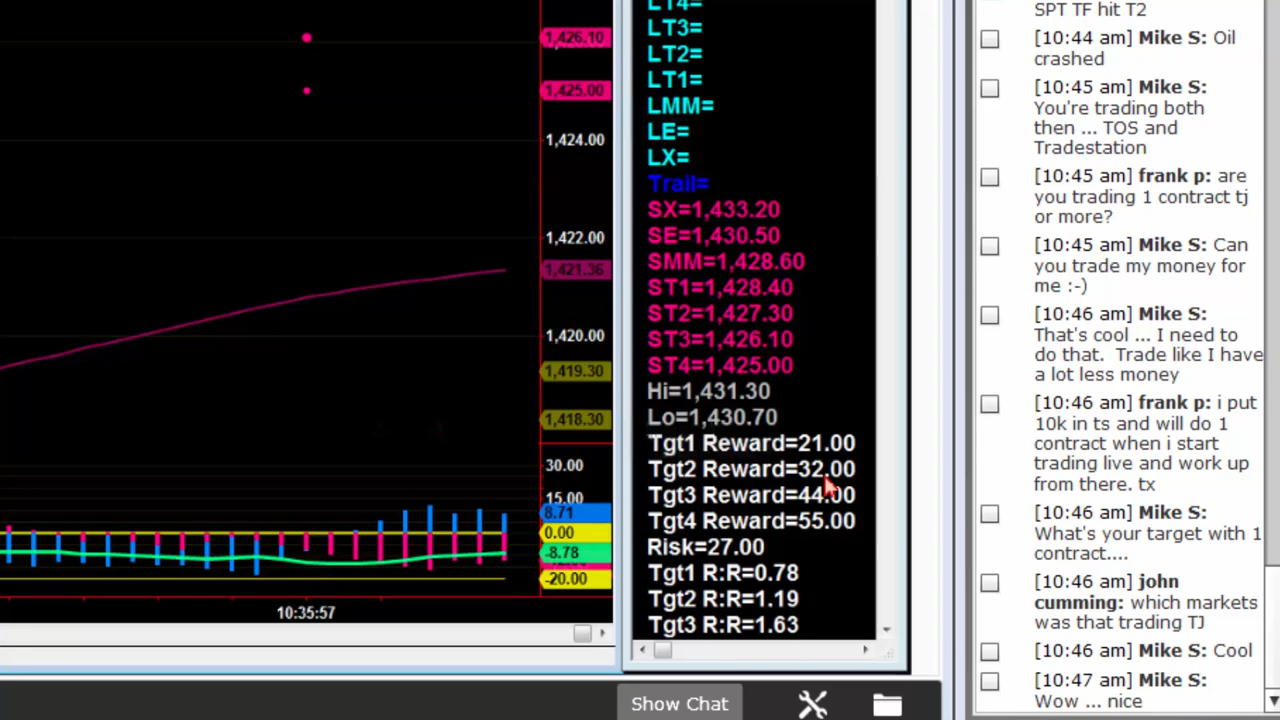 1,426.10
1,425.00
1,424.00
1,422.00
1,421.36
1,420.00
1,419.30
1,418.30
30.00
15.00
8.71
0.00
-8.78
-20.00
10:35:57
LT4=
LT3=
LT2=
LT1=
LMM=
LE=
LX=
Trail=
SX=1,433.20
SE=1,430.50
SMM=1,428.60
ST1=1,428.40
ST2=1,427.30
ST3=1,426.10
ST4=1,425.00
Hi=1,431.30
Lo=1,430.70
Tgt1 Reward=21.00
Tgt2 Reward=32.00
Tgt3 Reward=44.00
Tgt4 Reward=55.00
Risk=27.00
Tgt1 R:R=0.78
Tgt2 R:R=1.19
Tgt3 R:R=1.63
Show Chat
SPT TF hit T2
[10:44 am] Mike S: Oil
crashed
[10:45 am] Mike S:
You're trading both
then ... TOS and
Tradestation
[10:45 am] frank p: are
you trading 1 contract tj
or more?
[10:45 am] Mike S: Can
you trade my money for
me :-)
[10:46 am] Mike S:
That's cool ... I need to
do that. Trade like I have
a lot less money
[10:46 am] frank p: i put
10k in ts and will do 1
contract when i start
trading live and work up
from there. tx
[10:46 am] Mike S:
What's your target with 1
contract....
[10:46 am] john
cumming: which markets
was that trading TJ
[10:46 am] Mike S: Cool
[10:47 am] Mike S:
Wow ... nice